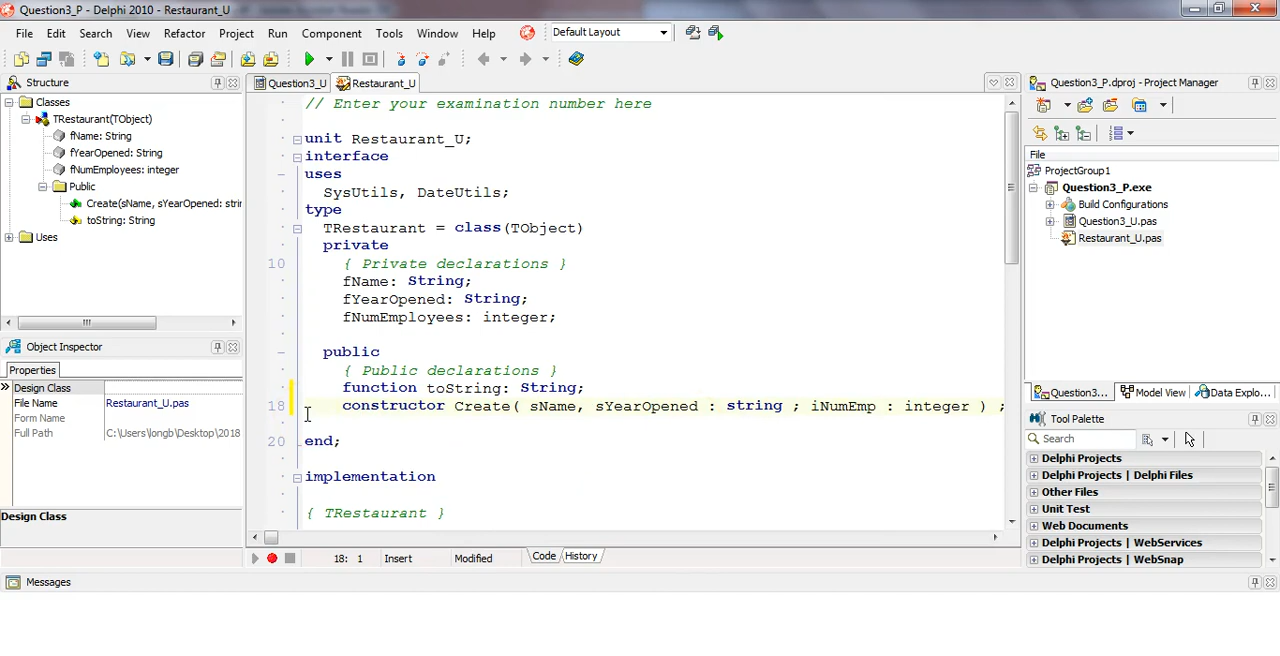 Question3_P - Delphi 2010 - Restaurant_U
File Edit Search View Refactor Project Run Component Tools Window Help Default Layout
Structure
Classes
TRestaurant(TObject)
fName: String
fYearOpened: String
fNumEmployees: integer
Public
Create(sName, sYearOpened: stri
toString: String
Uses
Object Inspector
Properties
Design Class
File Name Restaurant_U.pas
Form Name
Full Path C:\Users\longb\Desktop\2018
Design Class
Question3_U Restaurant_U
// Enter your examination number here
unit Restaurant_U;
interface
uses
SysUtils, DateUtils;
type
TRestaurant = class(TObject)
private
10 { Private declarations }
fName: String;
fYearOpened: String;
fNumEmployees: integer;
public
{ Public declarations }
function toString: String;
18 constructor Create( sName, sYearOpened : string ; iNumEmp : integer ) ;
20 end;
implementation
{ TRestaurant }
18: 1 Insert Modified Code History
Question3_P.dproj - Project Manager
File
ProjectGroup1
Question3_P.exe
Build Configurations
Question3_U.pas
Restaurant_U.pas
Question3... Model View Data Explo...
Tool Palette
Search
Delphi Projects
Delphi Projects | Delphi Files
Other Files
Unit Test
Web Documents
Delphi Projects | WebServices
Delphi Projects | WebSnap
Messages